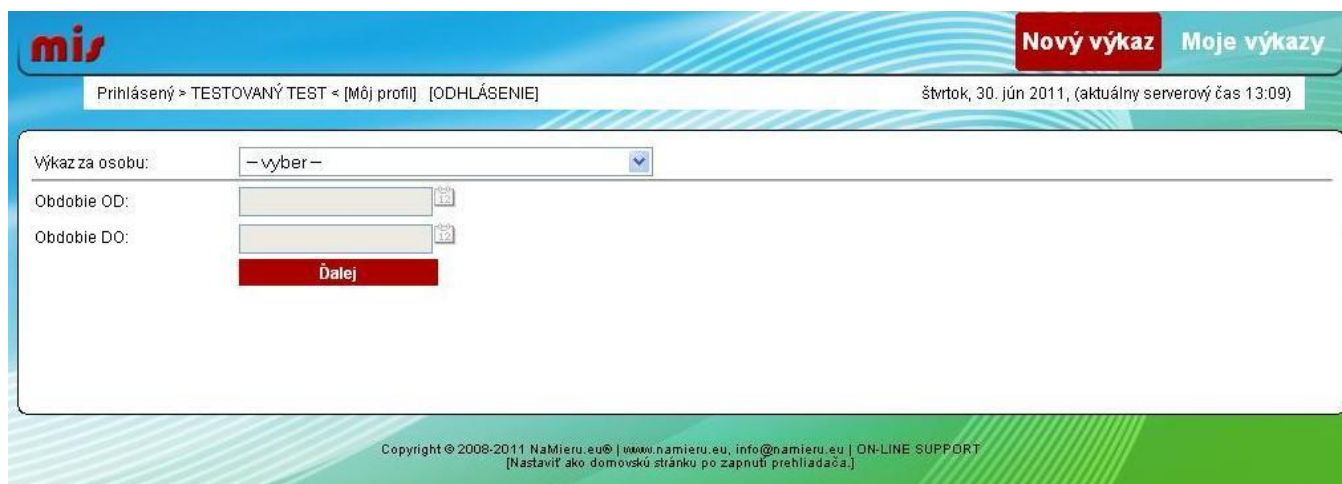 mis
Nový výkaz Moje výkazy
Prihlásený > TESTOVANÝ TEST < [Môj profil] [ODHLÁSENIE]
štvrtok, 30. jún 2011, (aktuálny serverový čas 13:09)
Výkaz za osobu: – vyber –
Obdobie OD: 12
Obdobie DO: 12
Ďalej
Copyright © 2008-2011 NaMieru.eu® | www.namieru.eu, info@namieru.eu | ON-LINE SUPPORT
[Nastaviť ako domovskú stránku po zapnutí prehliadača.]